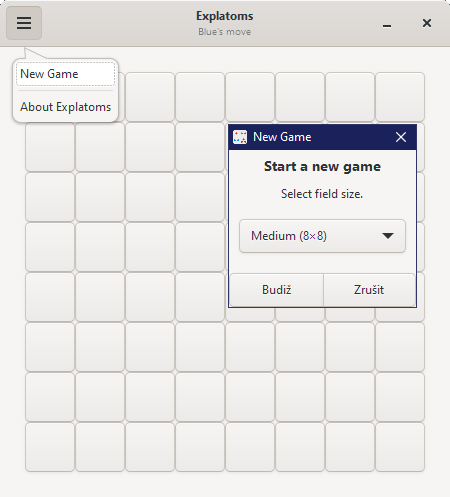 Explatoms
Blue's move
New Game
About Explatoms
New Game
Start a new game
Select field size.
Medium (8×8)
Budiž
Zrušit